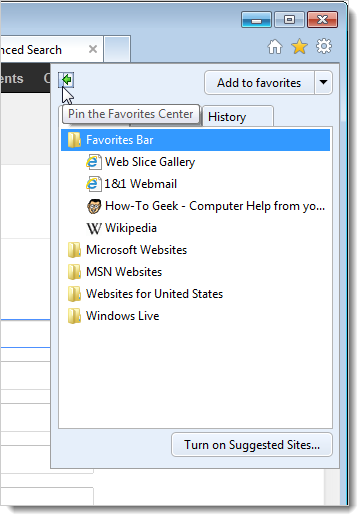 nced Search
ents
C
Add to favorites
Pin the Favorites Center
History
Favorites Bar
Web Slice Gallery
1&1 Webmail
How-To Geek - Computer Help from yo...
Wikipedia
Microsoft Websites
MSN Websites
Websites for United States
Windows Live
Turn on Suggested Sites...